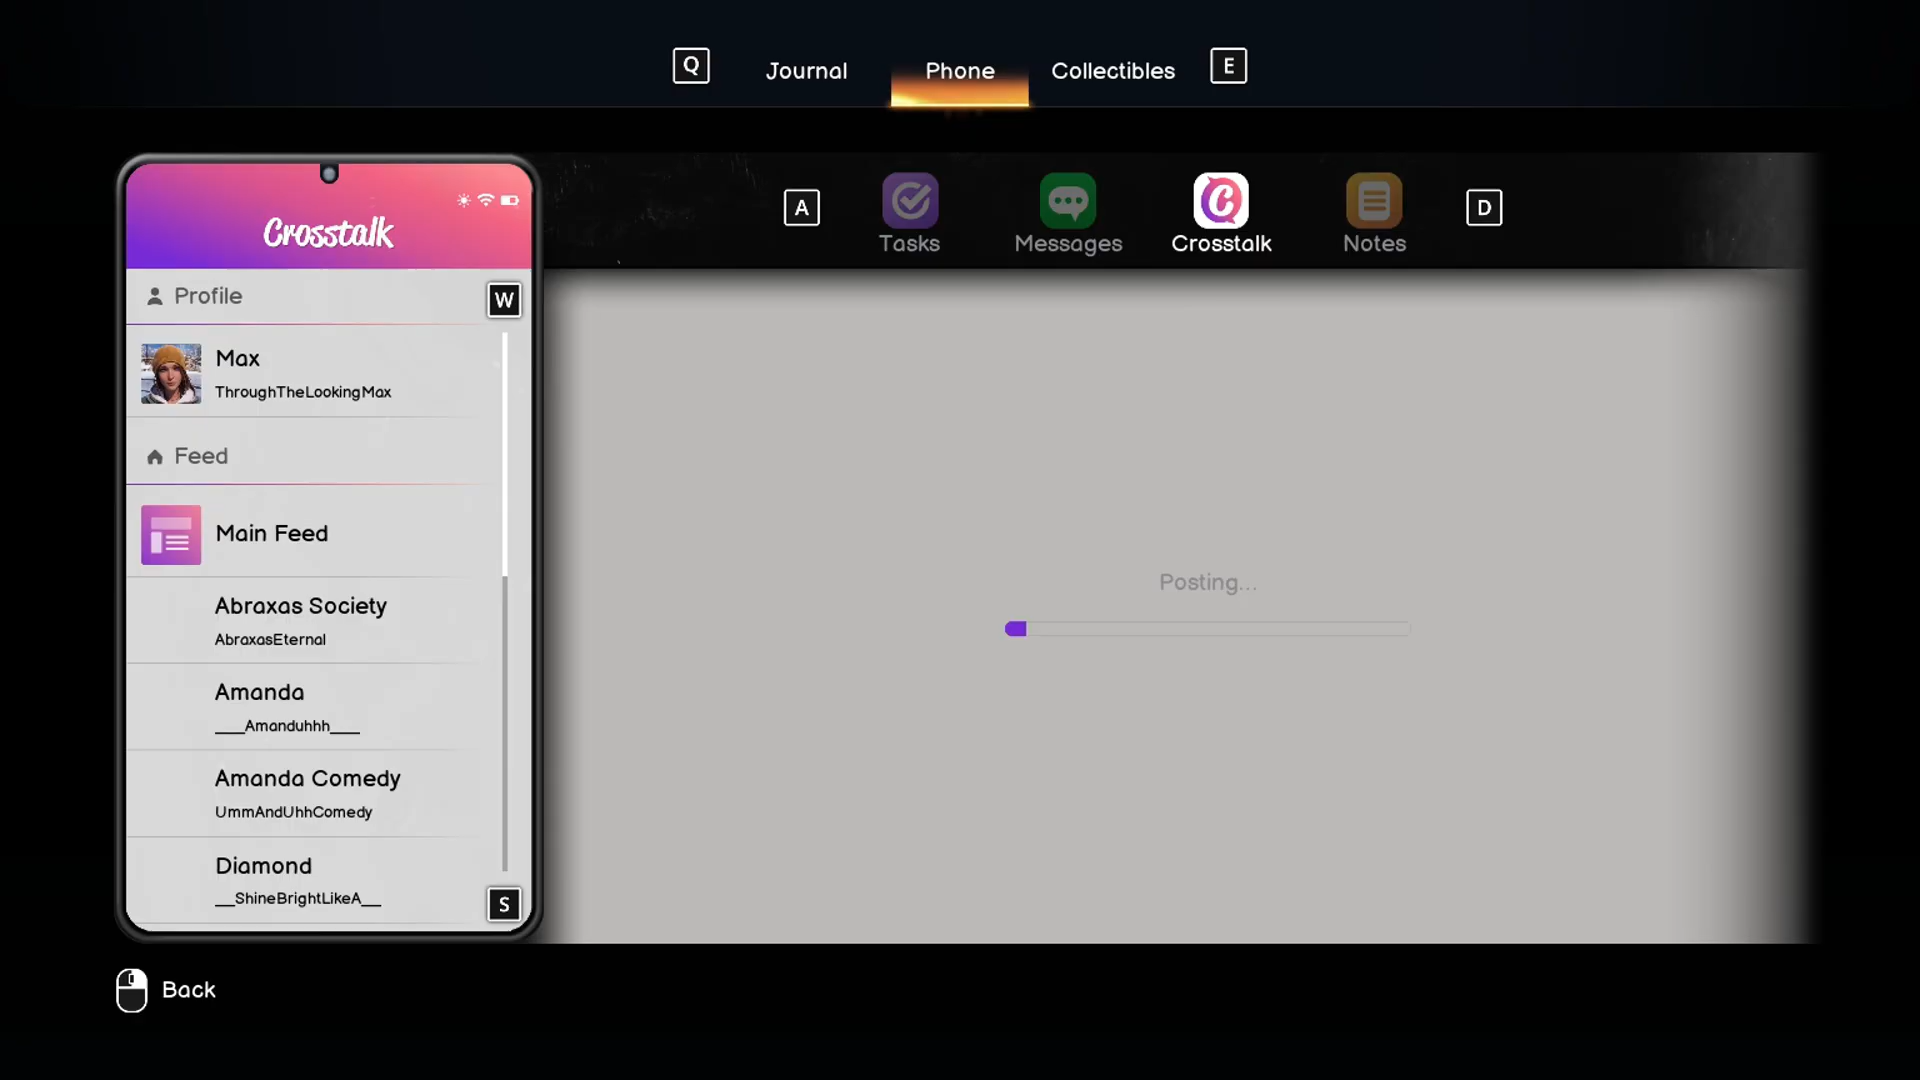 Q
Journal
Phone
Collectibles
E
Crosstalk
A
Tasks
Messages
Crosstalk
Notes
D
Profile
W
Max
ThroughTheLookingMax
Feed
Main Feed
Abraxas Society
AbraxasEternal
Amanda
___Amanduhhh___
Amanda Comedy
UmmAndUhhComedy
Diamond
__ShineBrightLikeA__
S
Posting...
Back